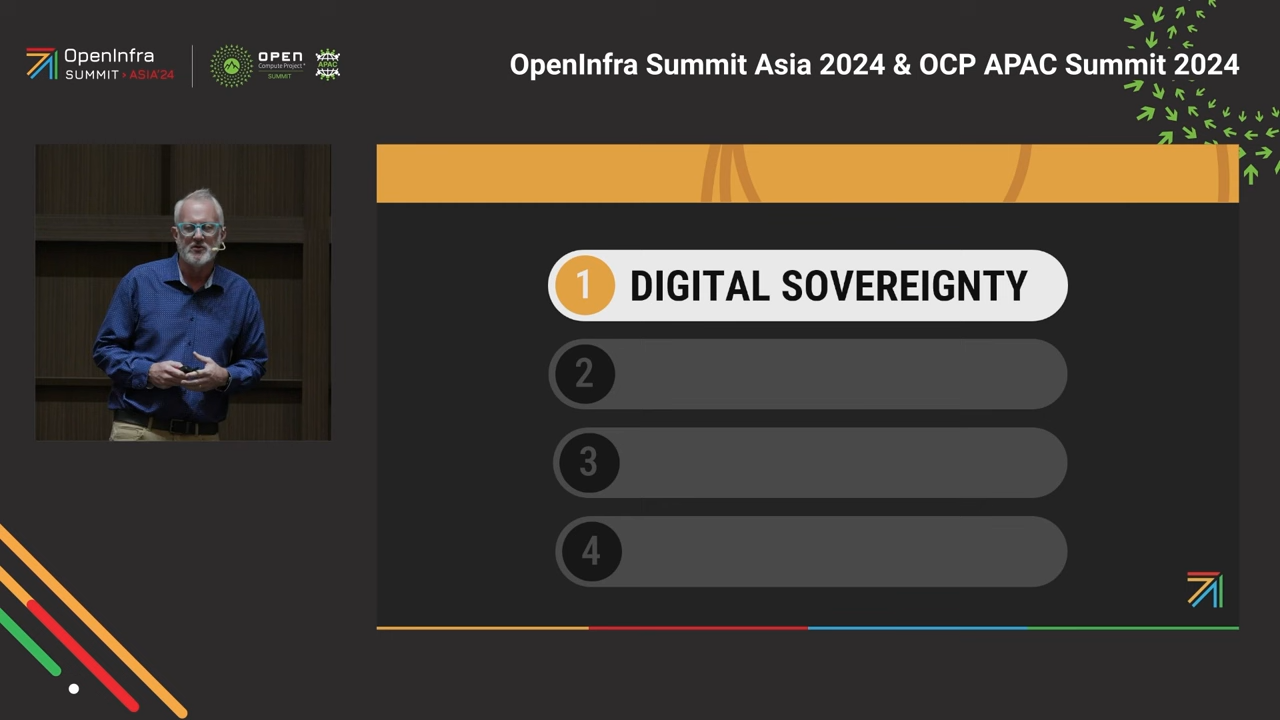 OpenInfra
SUMMIT ASIA'24
OPEN
Compute Project®
SUMMIT
APAC
OpenInfra Summit Asia 2024 & OCP APAC Summit 2024
1 DIGITAL SOVEREIGNTY
2
3
4